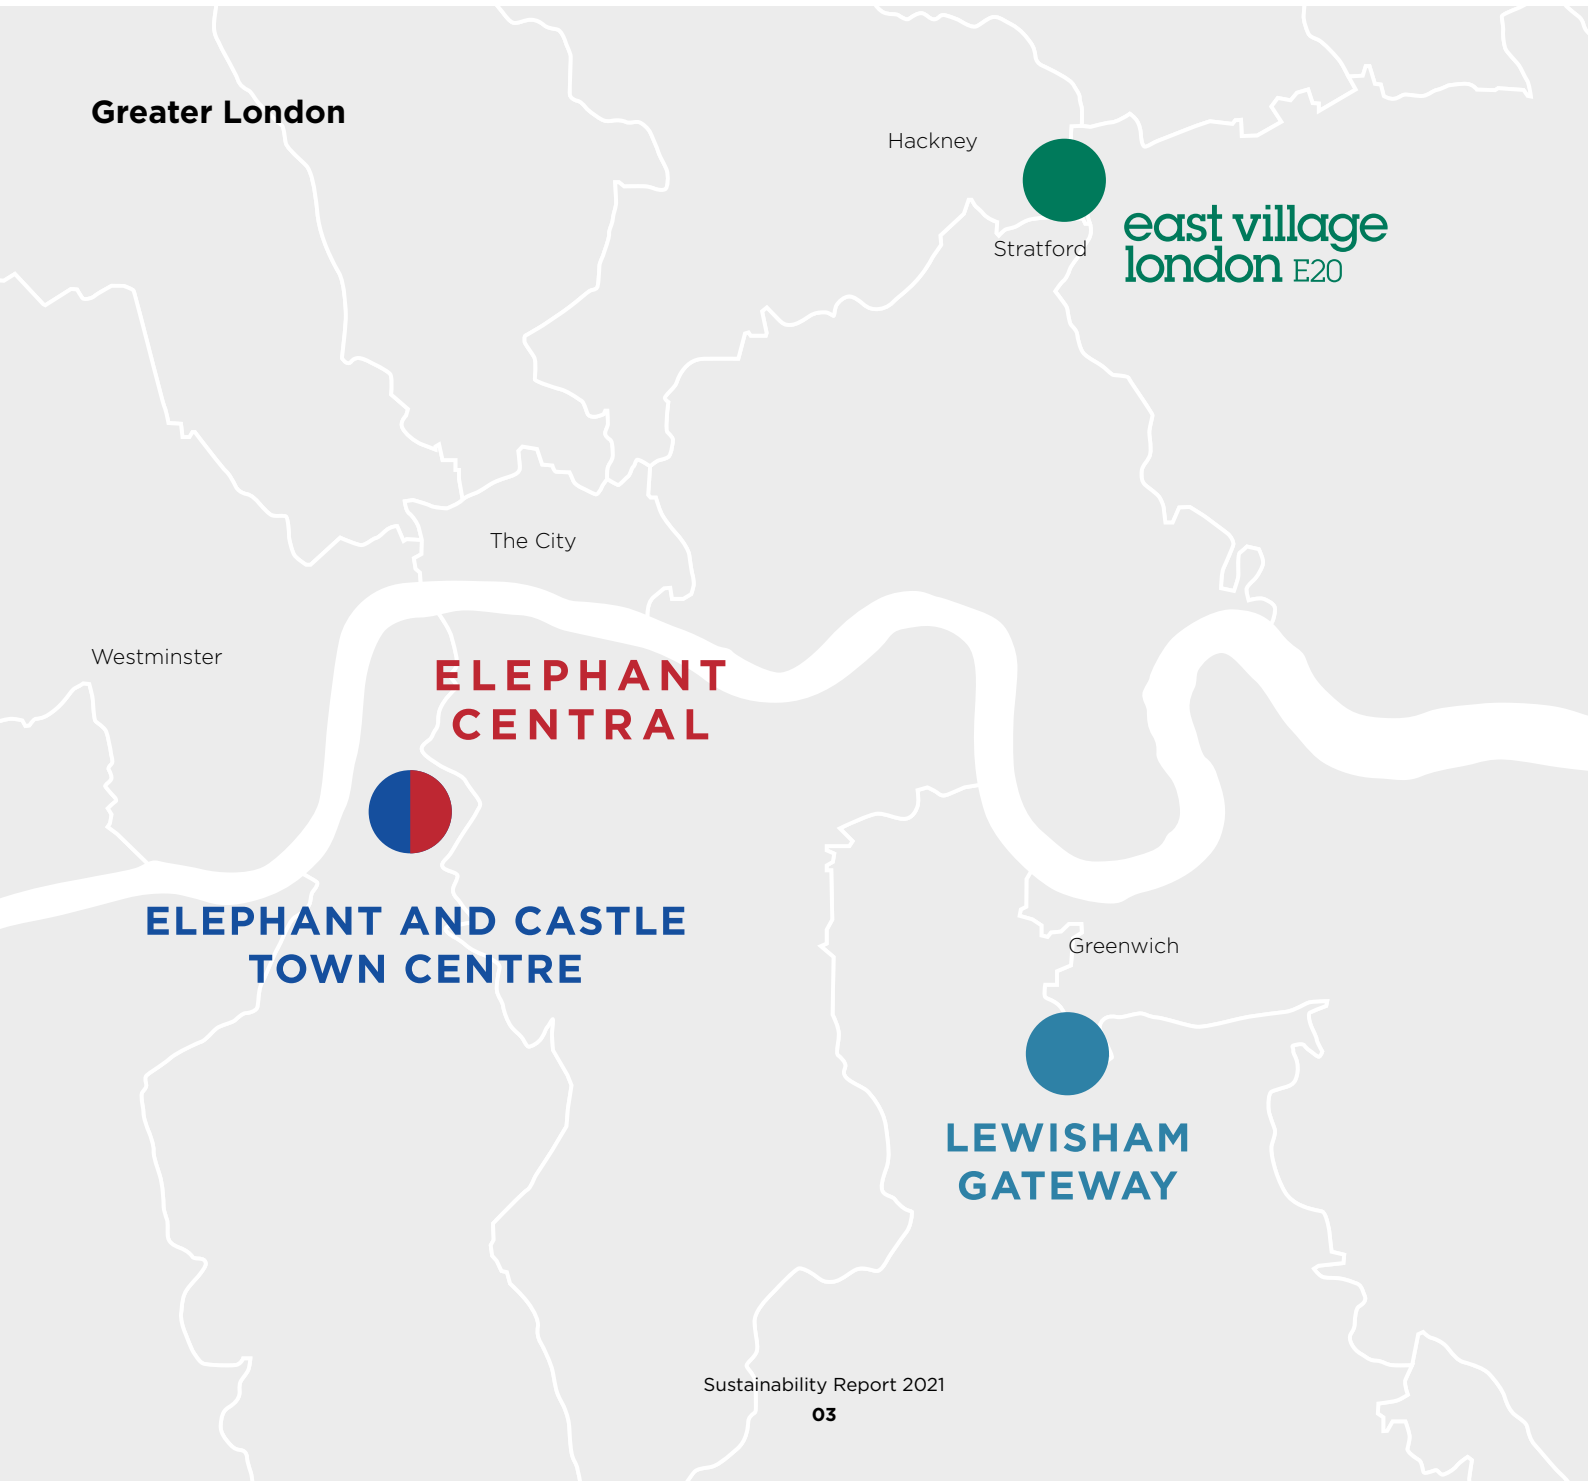 Greater London
Hackney
Stratford
east village
london E20
The City
Westminster
ELEPHANT
CENTRAL
ELEPHANT AND CASTLE
TOWN CENTRE
Greenwich
LEWISHAM
GATEWAY
Sustainability Report 2021
03